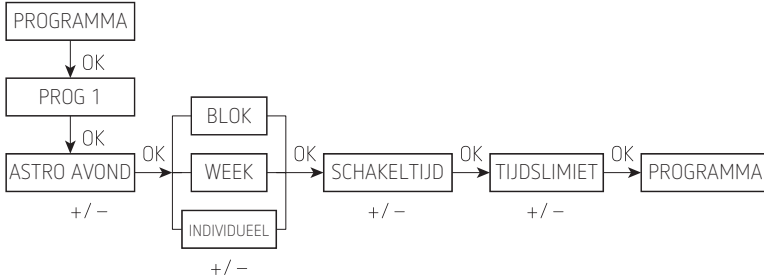 PROGRAMMA
OK
PROG 1
OK
ASTRO AVOND
+/−
OK
BLOK
WEEK
INDIVIDUEEL
+/−
OK
SCHAKELTIJD
+/−
OK
TIJDSLIMIET
+/−
OK
PROGRAMMA